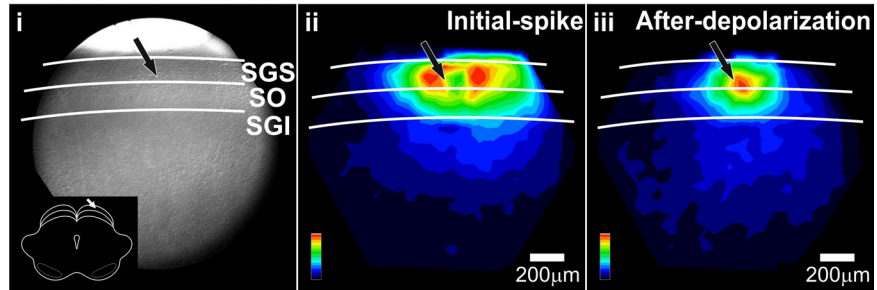 i
SGS
SO
SGI
ii
Initial-spike
200µm
iii
After-depolarization
200µm